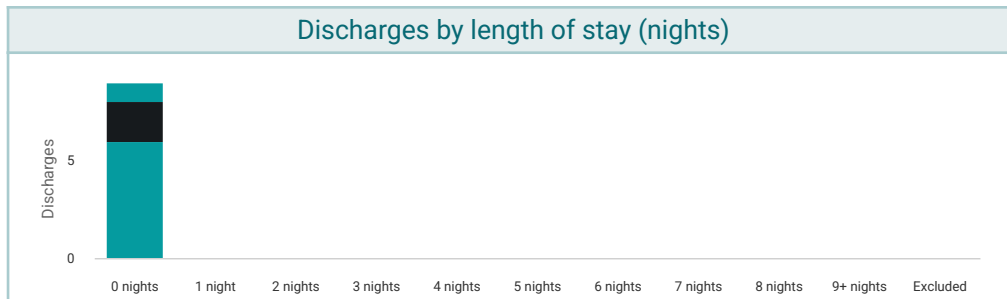 Discharges by length of stay (nights)
Discharges
5
0
0 nights 1 night 2 nights 3 nights 4 nights 5 nights 6 nights 7 nights 8 nights 9+ nights Excluded